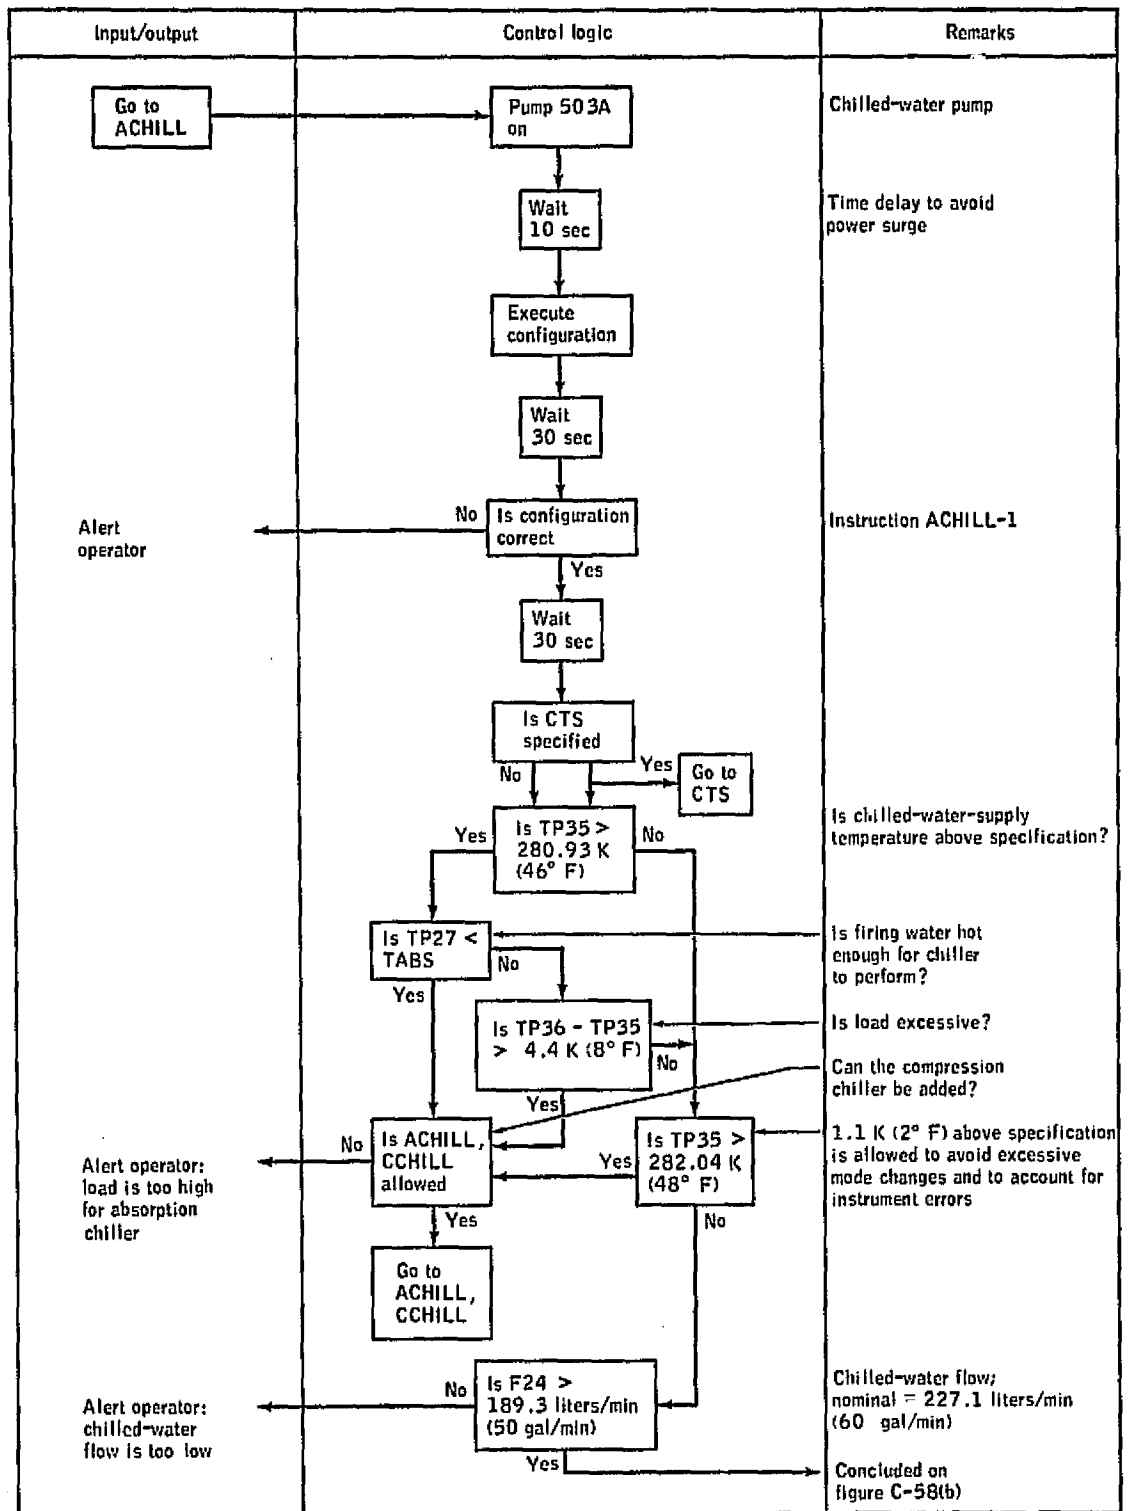 Input/output
Control logic
Remarks
Go to
ACHILL
Pump 503A
on
Chilled-water pump
Wait
10 sec
Time delay to avoid
power surge
Execute
configuration
Wait
30 sec
Alert
operator
No
Is configuration
correct
Instruction ACHILL-1
Yes
Wait
30 sec
Is CTS
specified
No
Yes
Go to
CTS
Is TP35 >
280.93 K
(46° F)
Yes
No
Is chilled-water-supply
temperature above specification?
Is TP27 <
TABS
No
Yes
Is firing water hot
enough for chiller
to perform?
Is TP36 - TP35
> 4.4 K (8° F)
No
Yes
Is load excessive?
Can the compression
chiller be added?
Alert operator:
load is too high
for absorption
chiller
No
Is ACHILL,
CCHILL
allowed
Yes
Yes
Is TP35 >
282.04 K
(48° F)
No
1.1 K (2° F) above specification
is allowed to avoid excessive
mode changes and to account for
instrument errors
Go to
ACHILL,
CCHILL
Alert operator:
chilled-water
flow is too low
No
Is F24 >
189.3 liters/min
(50 gal/min)
Yes
Chilled-water flow;
nominal = 227.1 liters/min
(60 gal/min)
Concluded on
figure C-58(b)